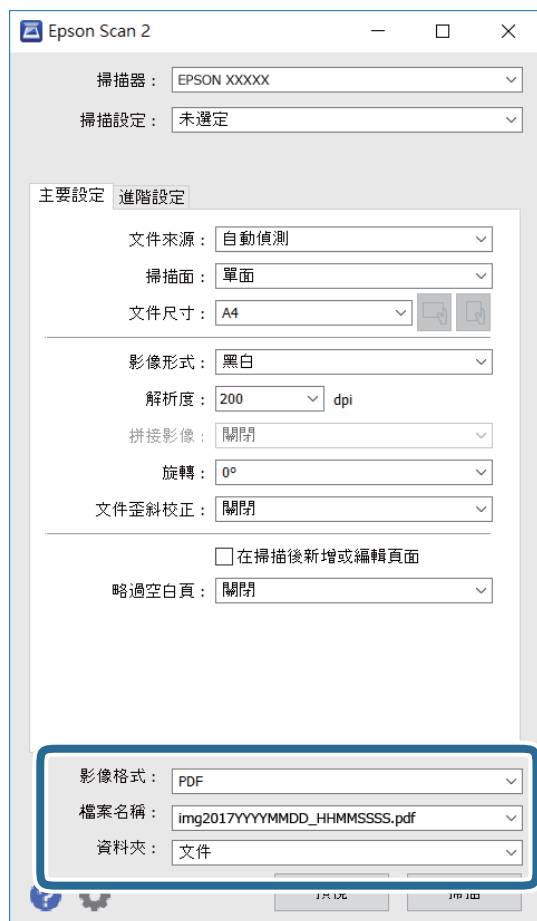 Epson Scan 2
掃描器： EPSON XXXXX
掃描設定： 未選定
主要設定 進階設定
文件來源： 自動偵測
掃描面： 單面
文件尺寸： A4
影像形式： 黑白
解析度： 200 dpi
拼接影像： 關閉
旋轉： 0°
文件歪斜校正： 關閉
在掃描後新增或編輯頁面
略過空白頁： 關閉
影像格式： PDF
檔案名稱： img2017YYYYMMDD_HHMMSSSS.pdf
資料夾： 文件